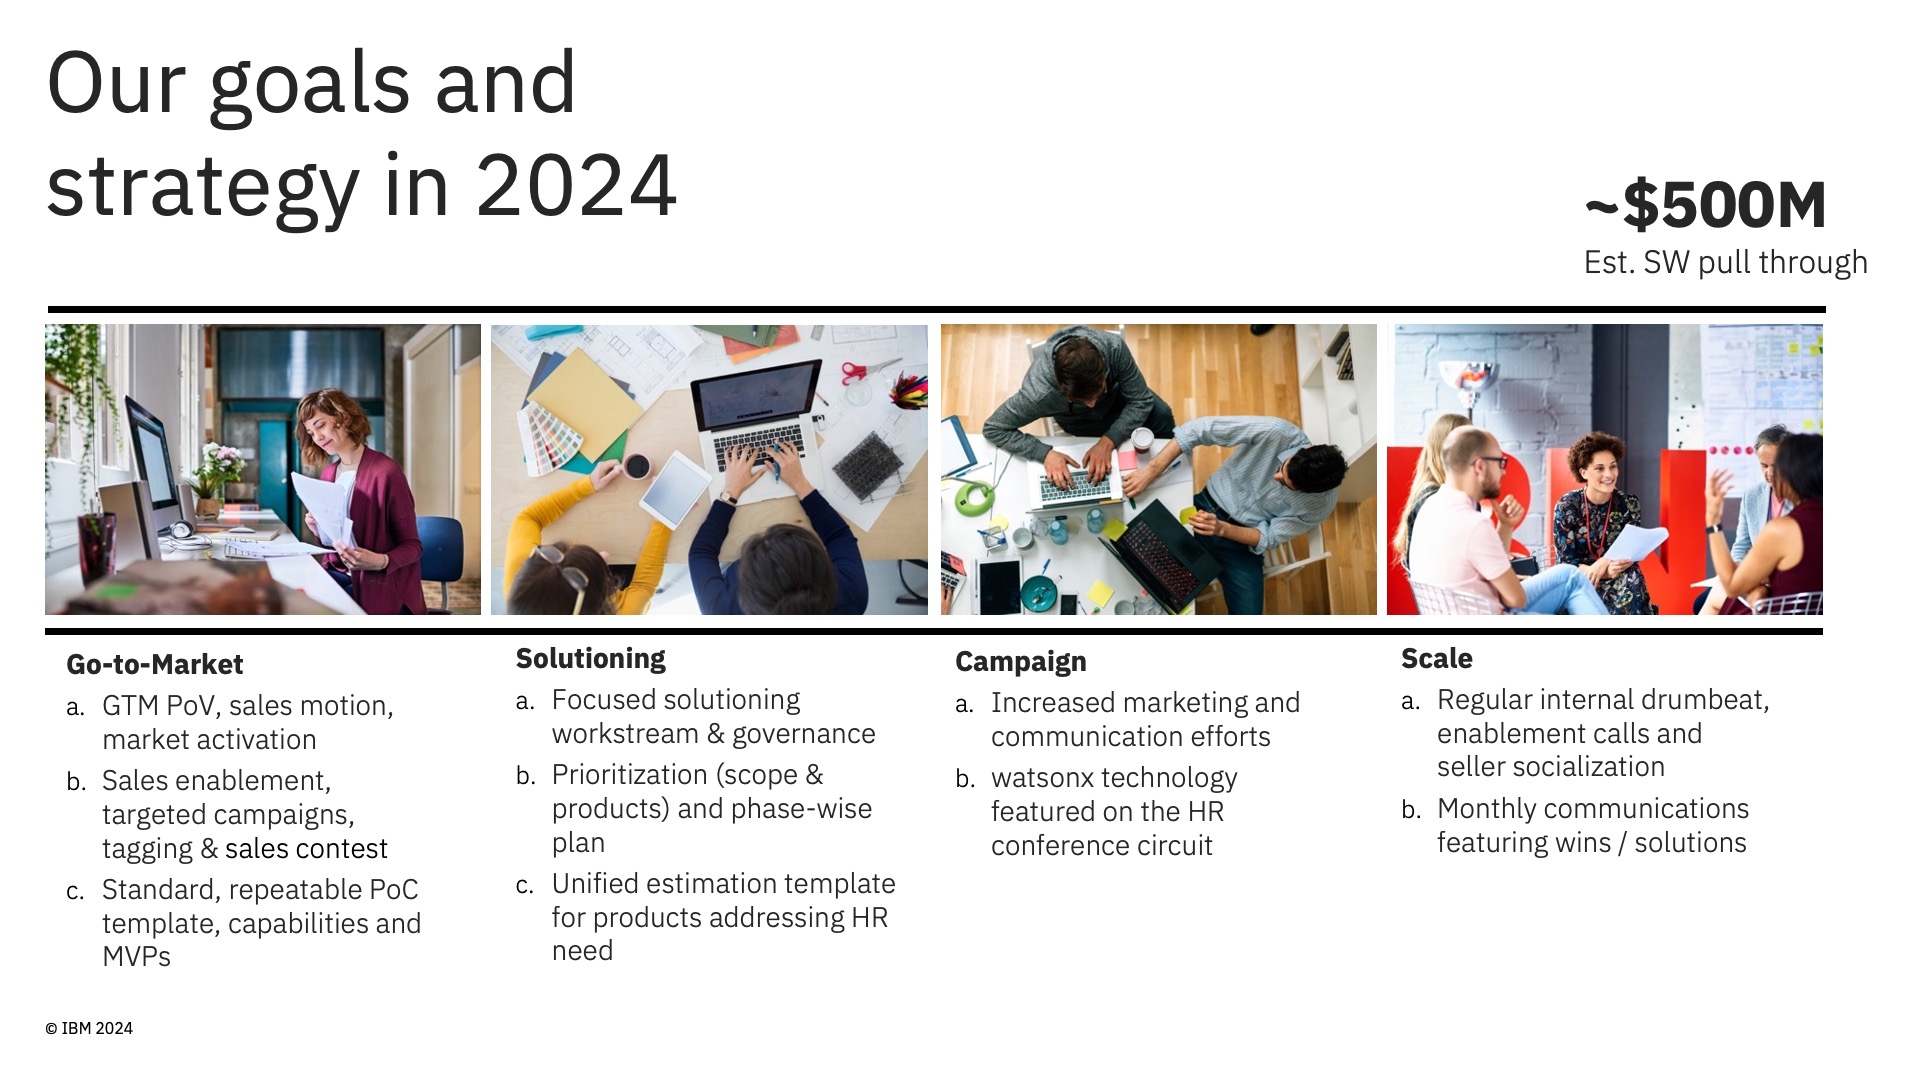 Our goals and
strategy in 2024
~$500M
Est. SW pull through
Go-to-Market
a. GTM PoV, sales motion,
market activation
b. Sales enablement,
targeted campaigns,
tagging & sales contest
c. Standard, repeatable PoC
template, capabilities and
MVPs
Solutioning
a. Focused solutioning
workstream & governance
b. Prioritization (scope &
products) and phase-wise
plan
c. Unified estimation template
for products addressing HR
need
Campaign
a. Increased marketing and
communication efforts
b. watsonx technology
featured on the HR
conference circuit
Scale
a. Regular internal drumbeat,
enablement calls and
seller socialization
b. Monthly communications
featuring wins / solutions
© IBM 2024